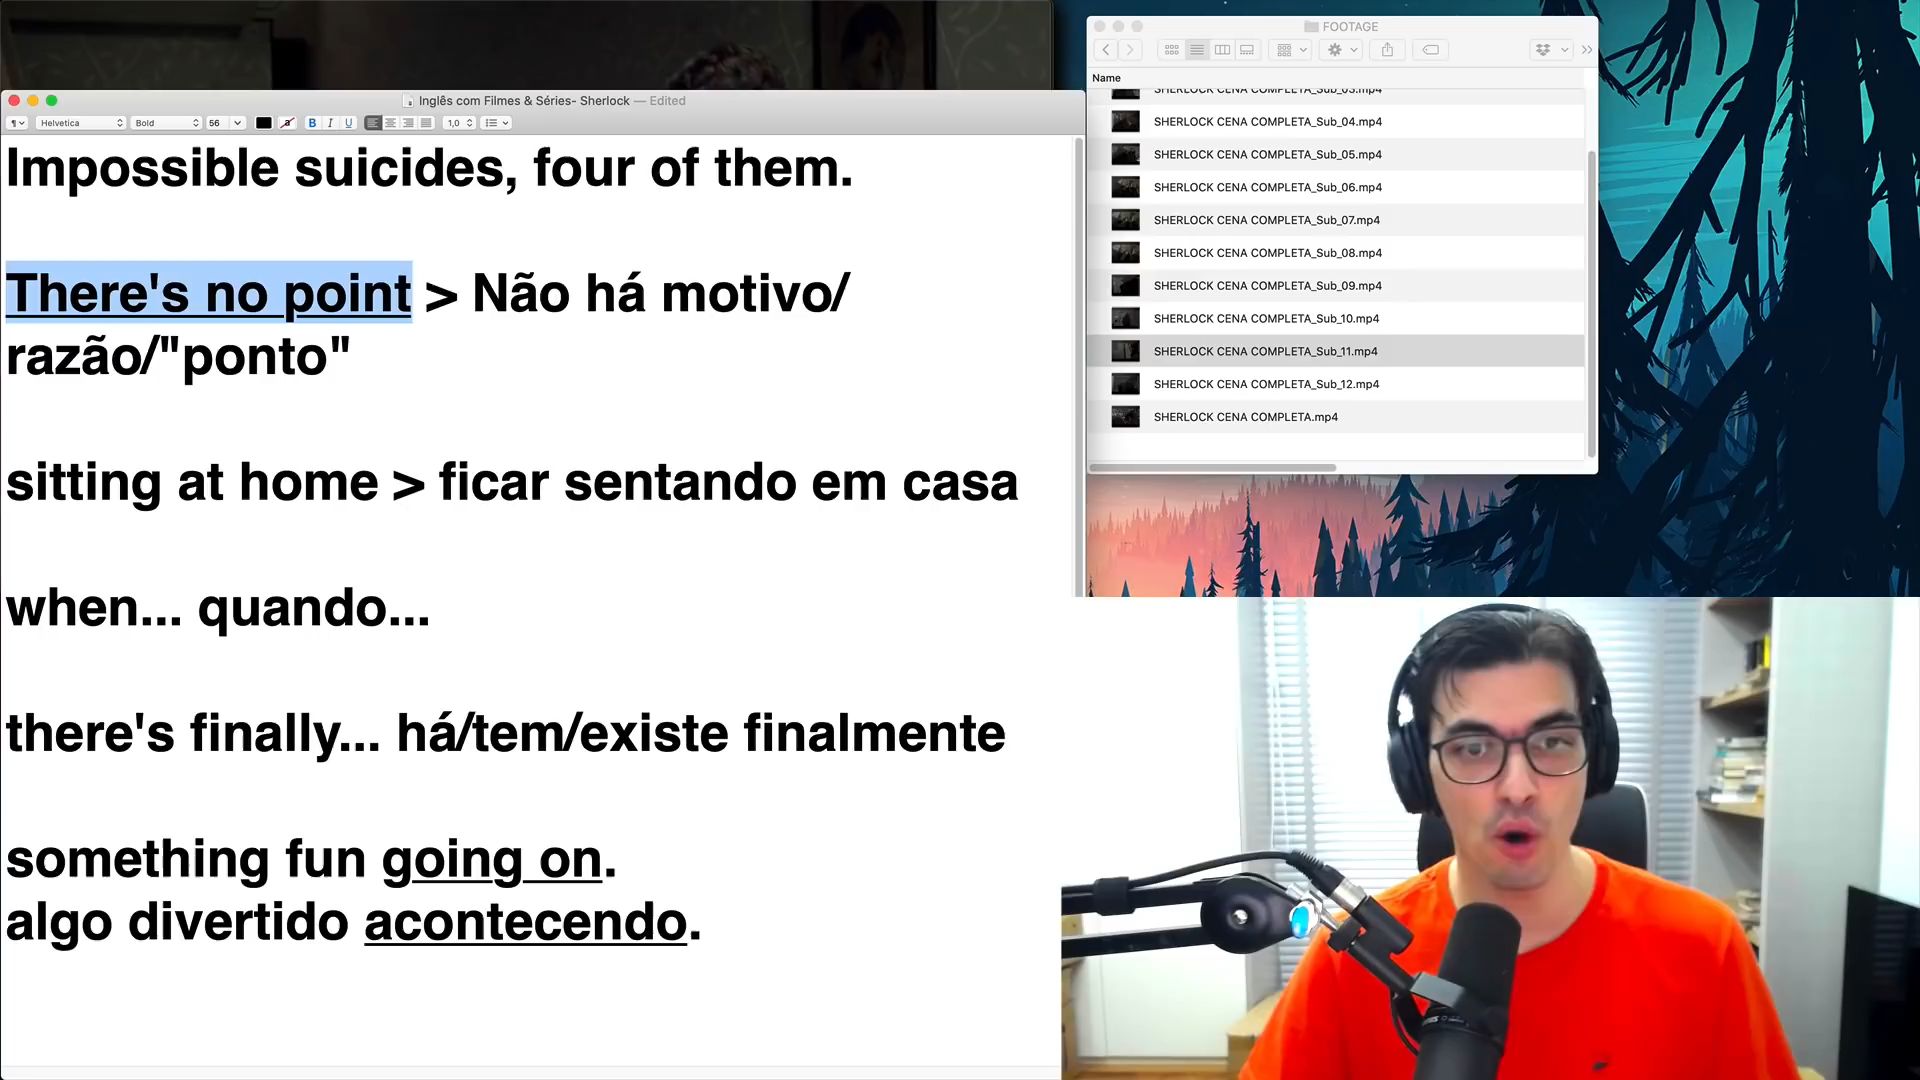 FOOTAGE
Name
SHERLOCK CENA COMPLETA_Sub_03.mp4
SHERLOCK CENA COMPLETA_Sub_04.mp4
SHERLOCK CENA COMPLETA_Sub_05.mp4
SHERLOCK CENA COMPLETA_Sub_06.mp4
SHERLOCK CENA COMPLETA_Sub_07.mp4
SHERLOCK CENA COMPLETA_Sub_08.mp4
SHERLOCK CENA COMPLETA_Sub_09.mp4
SHERLOCK CENA COMPLETA_Sub_10.mp4
SHERLOCK CENA COMPLETA_Sub_11.mp4
SHERLOCK CENA COMPLETA_Sub_12.mp4
SHERLOCK CENA COMPLETA.mp4
Inglês com Filmes & Séries- Sherlock — Edited
¶ Helvetica Bold 56 a B I U 1,0
Impossible suicides, four of them.
There's no point > Não há motivo/
razão/"ponto"
sitting at home > ficar sentando em casa
when... quando...
there's finally... há/tem/existe finalmente
something fun going on.
algo divertido acontecendo.